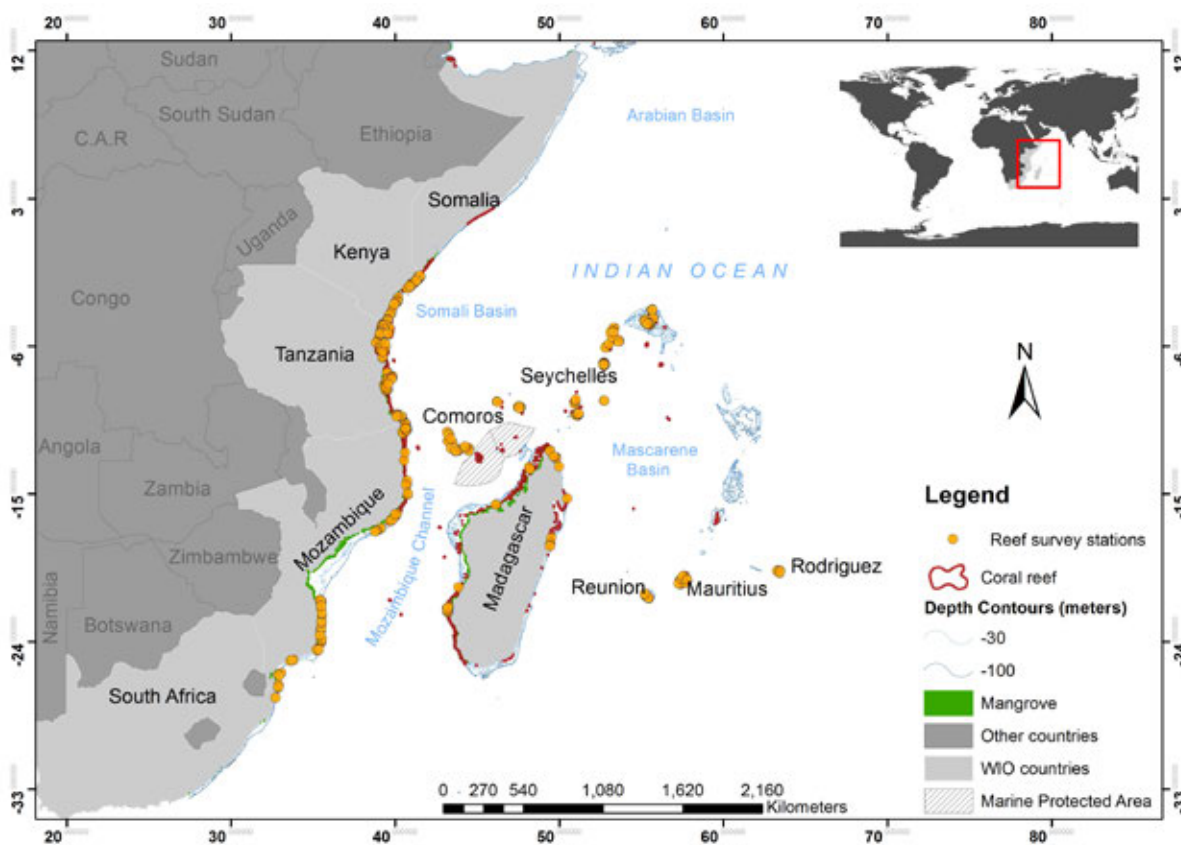 20 30 40 50 60 70 80
12
12
Sudan
South Sudan
Arabian Basin
C.A.R
Ethiopia
3
Somalia
3
Uganda
Kenya
INDIAN OCEAN
Congo
Somali Basin
-6
Tanzania
-6
N
Seychelles
Comoros
Angola
Mascarene
Basin
Zambia
-15
-15
Mozambique
Legend
Mozambique Channel
Madagascar
Reef survey stations
Zimbambwe
Rodriguez
Reunion
Mauritius
Coral reef
Namibia
Depth Contours (meters)
Botswana
-30
-24
-24
-100
South Africa
Mangrove
Other countries
WIO countries
-33
0 270 540 1,080 1,620 2,160
Kilometers
Marine Protected Area
-33
20 30 40 50 60 70 80